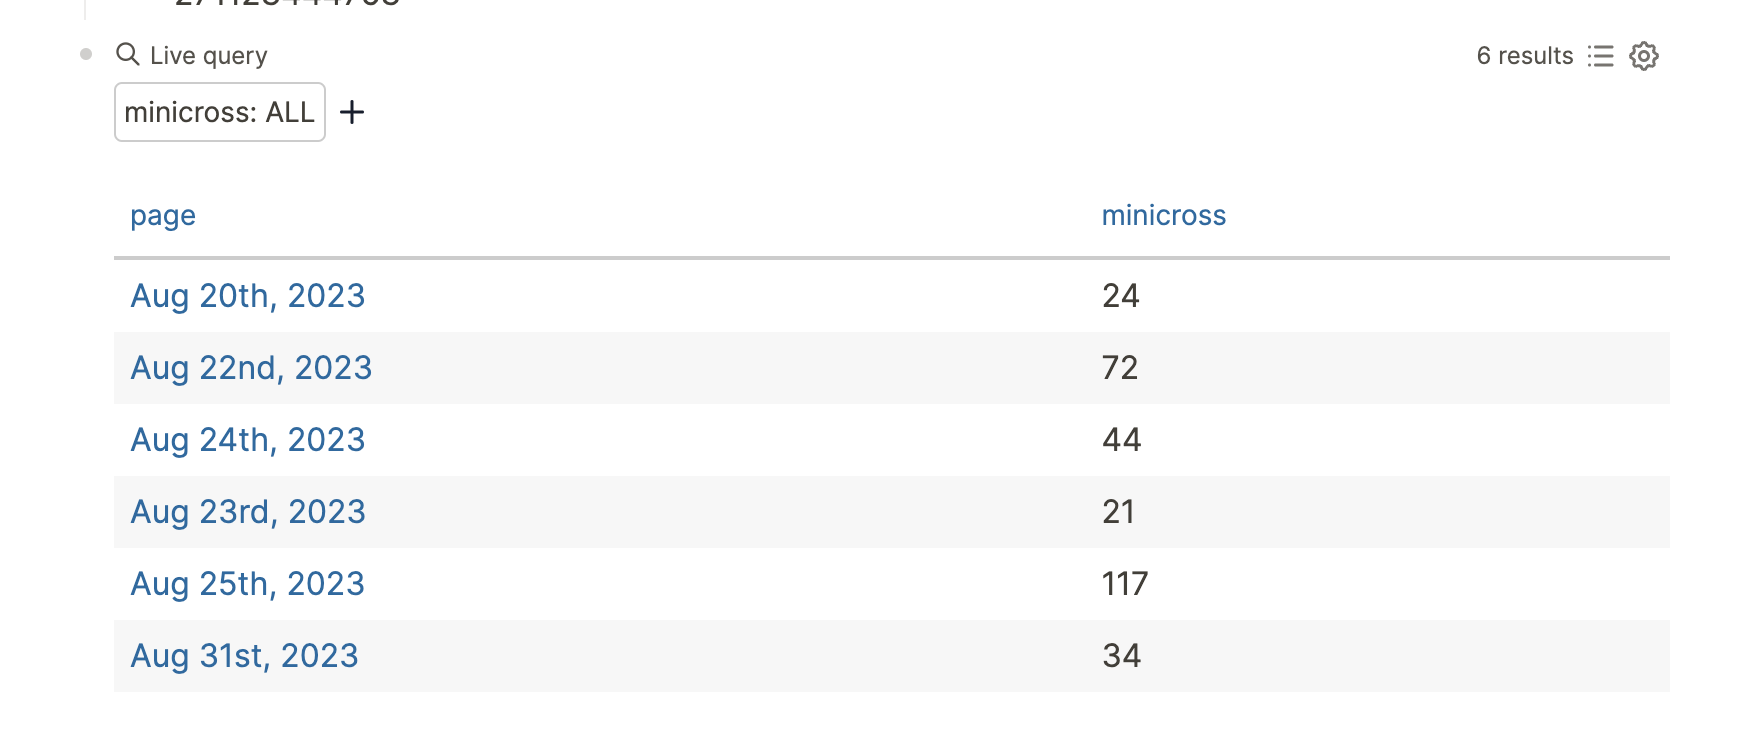 Live query 6 results
minicross: ALL +
page minicross
Aug 20th, 2023 24
Aug 22nd, 2023 72
Aug 24th, 2023 44
Aug 23rd, 2023 21
Aug 25th, 2023 117
Aug 31st, 2023 34